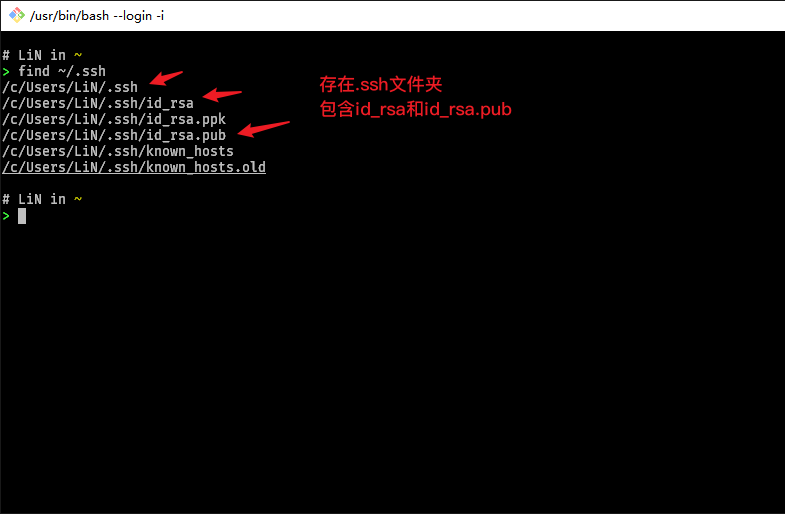 /usr/bin/bash --login -i
# LiN in ~
> find ~/.ssh
/c/Users/LiN/.ssh
/c/Users/LiN/.ssh/id_rsa
/c/Users/LiN/.ssh/id_rsa.ppk
/c/Users/LiN/.ssh/id_rsa.pub
/c/Users/LiN/.ssh/known_hosts
/c/Users/LiN/.ssh/known_hosts.old
存在.ssh文件夹
包含id_rsa和id_rsa.pub
# LiN in ~
>